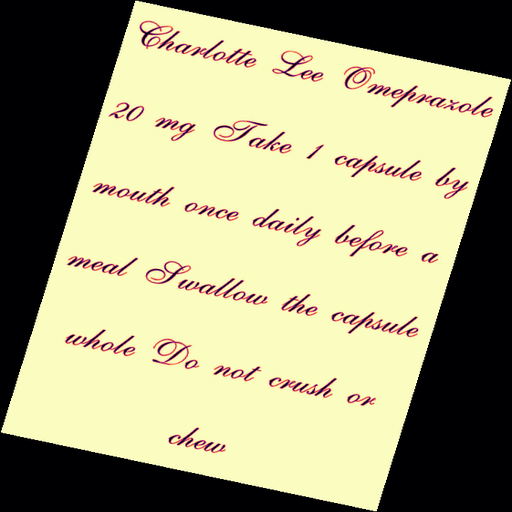 Charlotte Lee Omeprazole
20 mg Take 1 capsule by
mouth once daily before a
meal Swallow the capsule
whole Do not crush or
chew